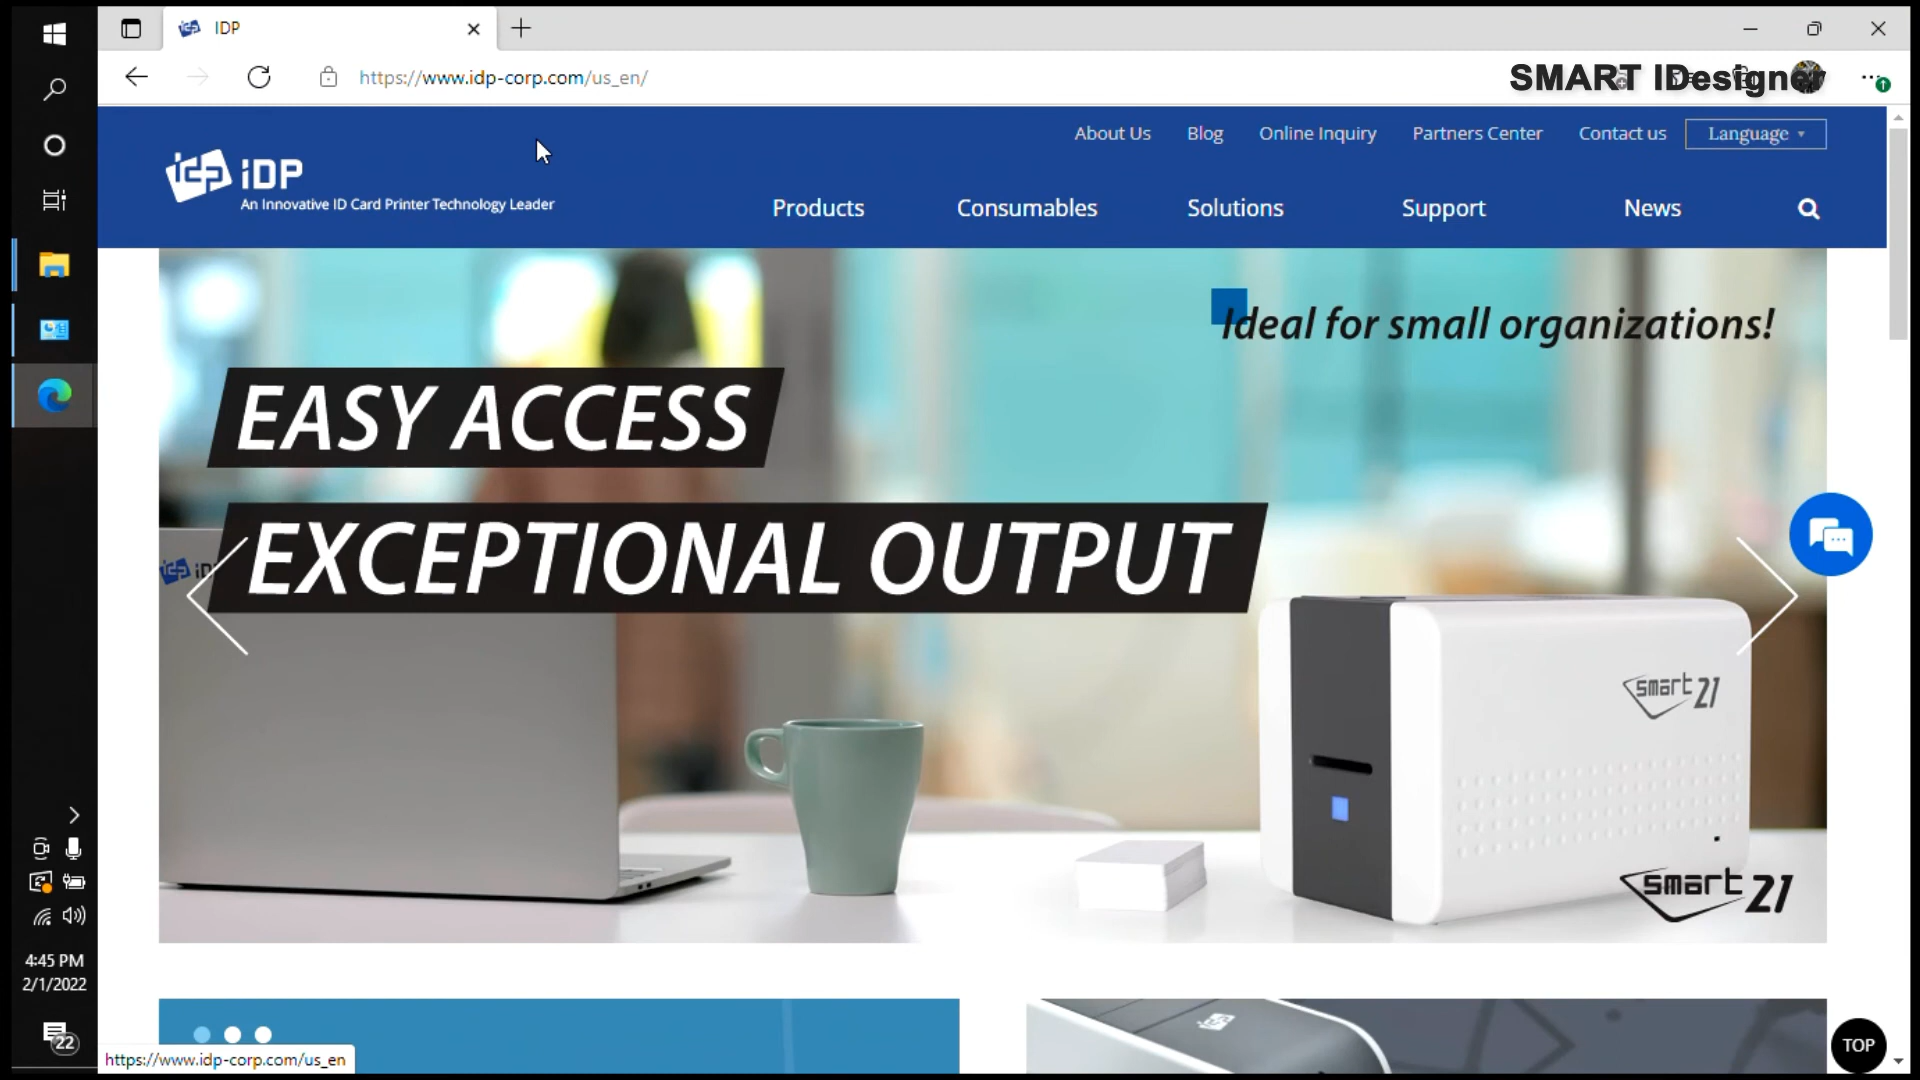 IDP
https://www.idp-corp.com/us_en/
SMART IDesigner
About Us
Blog
Online Inquiry
Partners Center
Contact us
Language
idp iDP
An Innovative ID Card Printer Technology Leader
Products
Consumables
Solutions
Support
News
Ideal for small organizations!
EASY ACCESS
EXCEPTIONAL OUTPUT
smart 21
smart 21
4:45 PM
2/1/2022
22
TOP
https://www.idp-corp.com/us_en